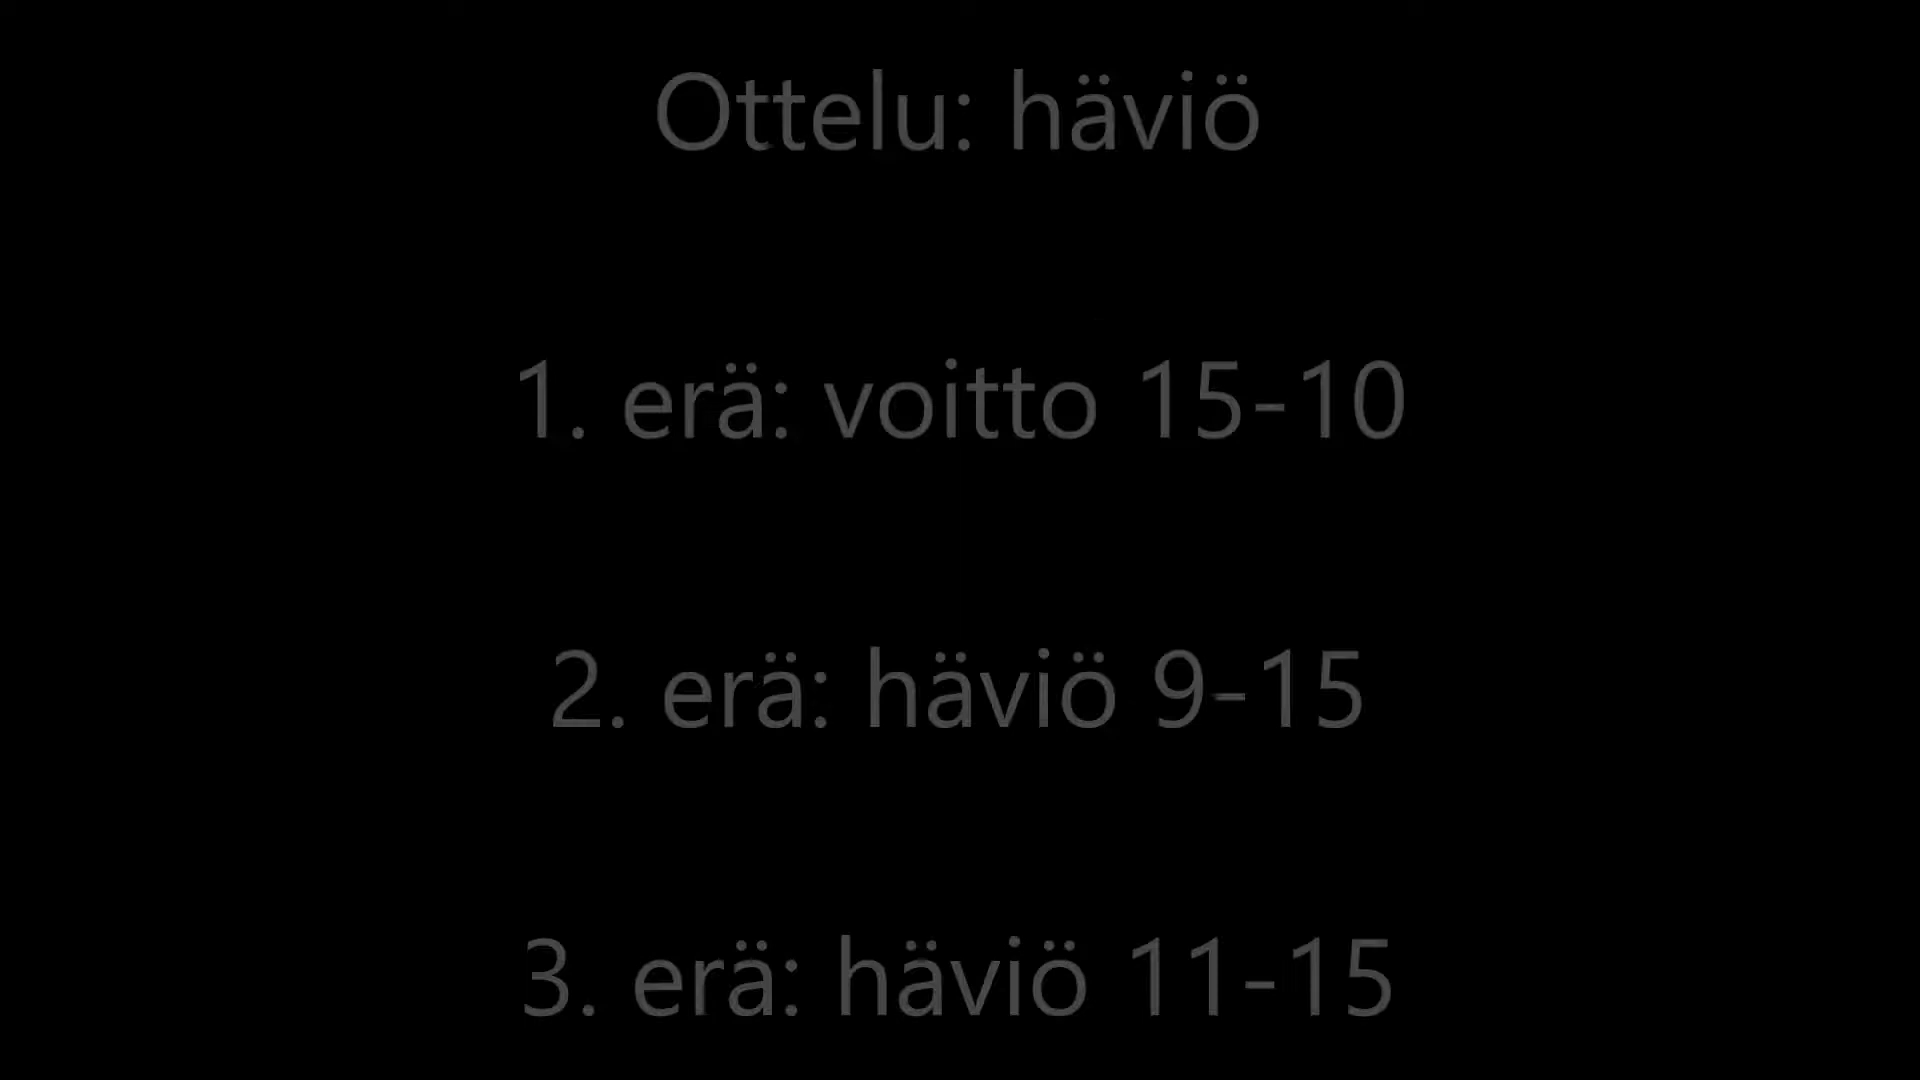 Ottelu: häviö
1. erä: voitto 15-10
2. erä: häviö 9-15
3. erä: häviö 11-15